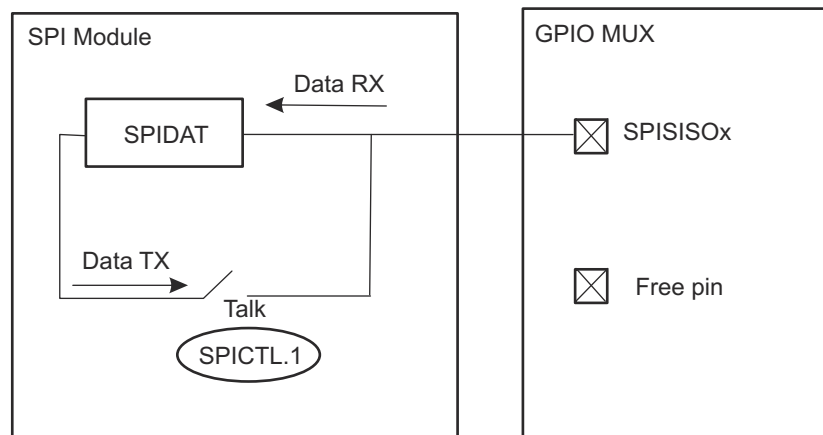 SPI Module
GPIO MUX
Data RX
SPIDAT
SPISISOx
Data TX
Free pin
Talk
SPICTL.1